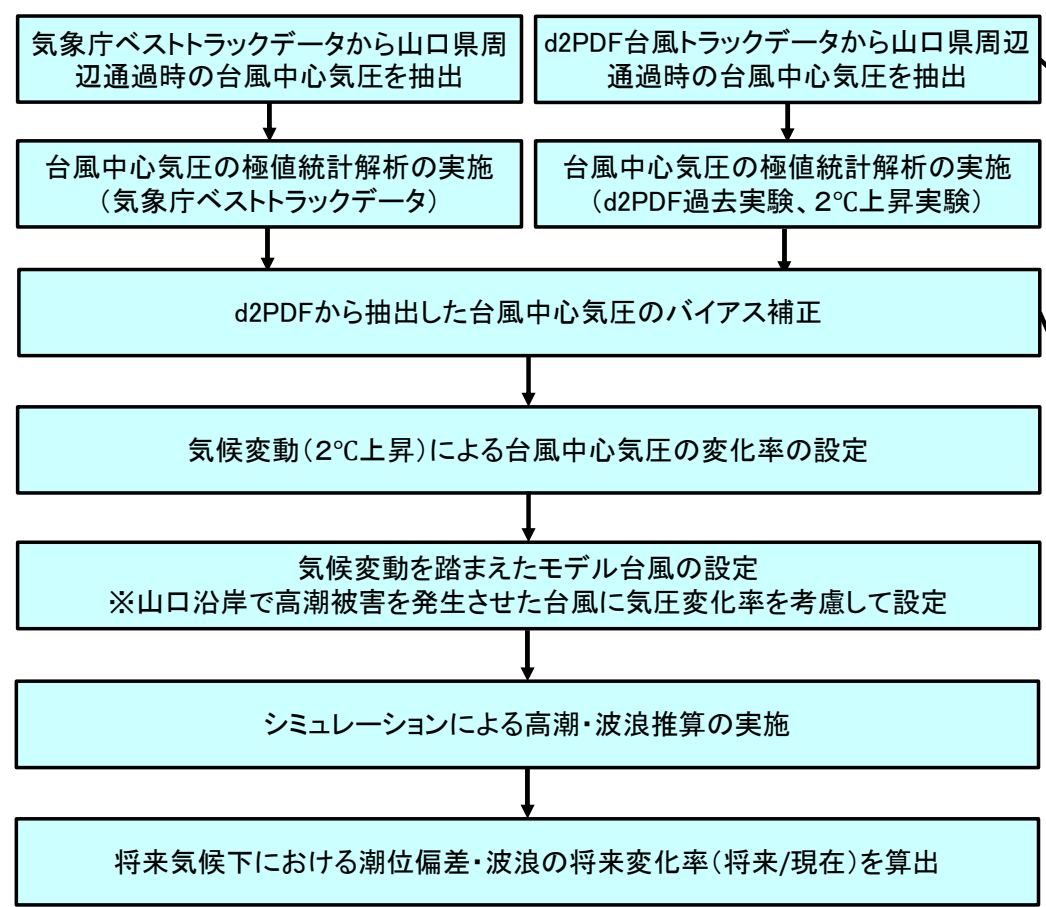 気象庁ベストトラックデータから山口県周
辺通過時の台風中心気圧を抽出
d2PDF台風トラックデータから山口県周辺
通過時の台風中心気圧を抽出
台風中心気圧の極値統計解析の実施
（気象庁ベストトラックデータ）
台風中心気圧の極値統計解析の実施
（d2PDF過去実験、２℃上昇実験）
d2PDFから抽出した台風中心気圧のバイアス補正
気候変動（２℃上昇）による台風中心気圧の変化率の設定
気候変動を踏まえたモデル台風の設定
※山口沿岸で高潮被害を発生させた台風に気圧変化率を考慮して設定
シミュレーションによる高潮・波浪推算の実施
将来気候下における潮位偏差・波浪の将来変化率（将来/現在）を算出